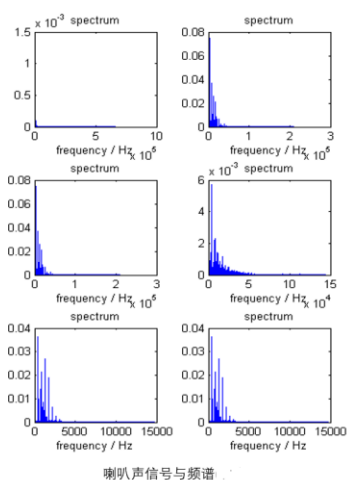 x 10⁻³ spectrum
1.5
1
0.5
0
0 5 10
frequency / Hz x 10⁵
spectrum
0.08
0.06
0.04
0.02
0
0 1 2 3
frequency / Hz x 10⁵
spectrum
0.08
0.06
0.04
0.02
0
0 1 2 3
frequency / Hz x 10⁵
x 10⁻³ spectrum
6
4
2
0
0 5 10 15
frequency / Hz x 10⁴
spectrum
0.04
0.03
0.02
0.01
0
0 5000 10000 15000
frequency / Hz
spectrum
0.04
0.03
0.02
0.01
0
0 5000 10000 15000
frequency / Hz
喇叭声信号与频谱